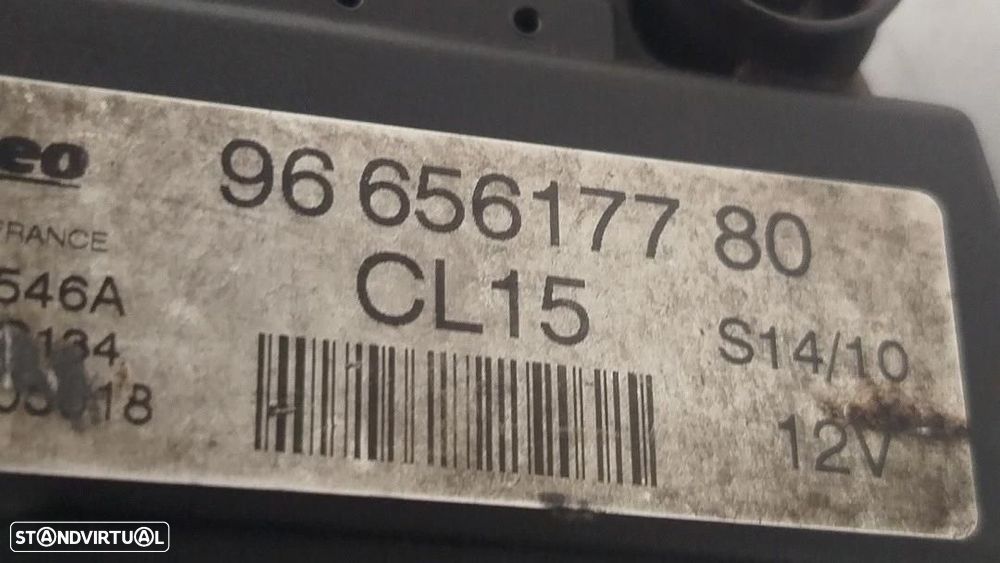 eo
96 656177 80
FRANCE
CL15
546A
S14/10
134
18
12V
STANDVIRTUAL